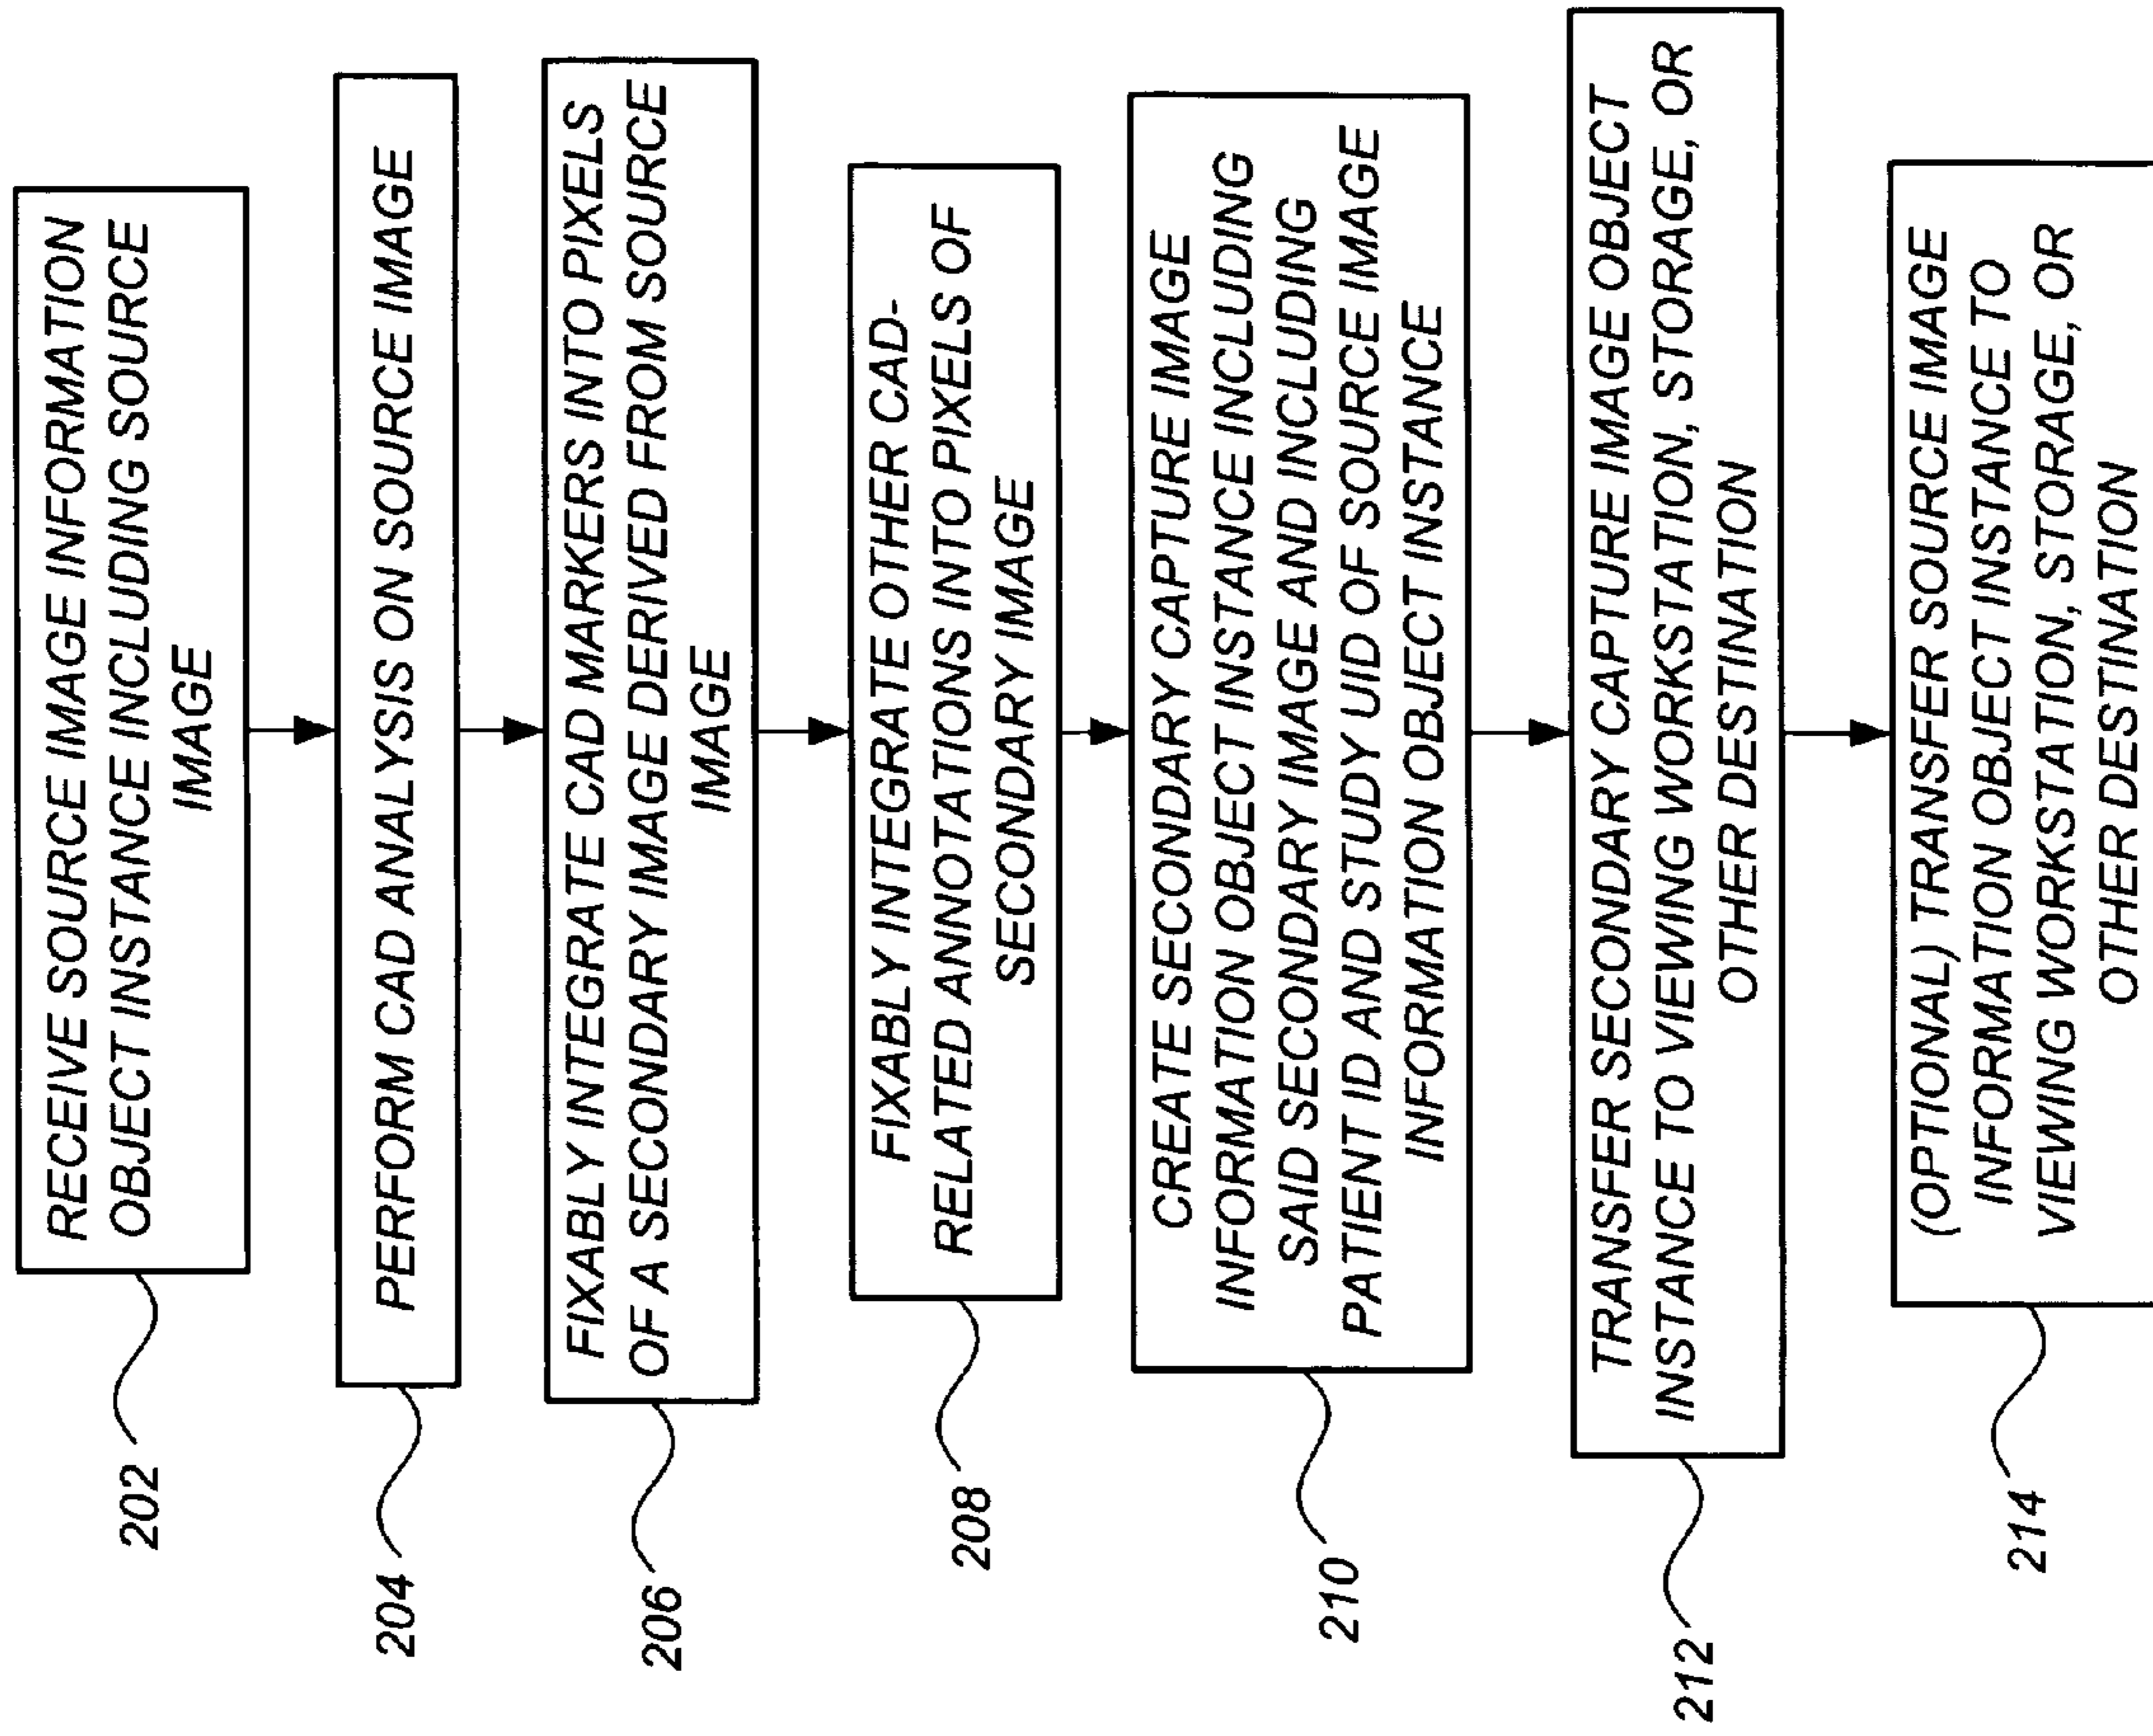 202
RECEIVE SOURCE IMAGE INFORMATION
OBJECT INSTANCE INCLUDING SOURCE
IMAGE
204
PERFORM CAD ANALYSIS ON SOURCE IMAGE
206
FIXABLY INTEGRATE CAD MARKERS INTO PIXELS
OF A SECONDARY IMAGE DERIVED FROM SOURCE
IMAGE
208
FIXABLY INTEGRATE OTHER CAD-
RELATED ANNOTATIONS INTO PIXELS OF
SECONDARY IMAGE
210
CREATE SECONDARY CAPTURE IMAGE
INFORMATION OBJECT INSTANCE INCLUDING
SAID SECONDARY IMAGE AND INCLUDING
PATIENT ID AND STUDY UID OF SOURCE IMAGE
INFORMATION OBJECT INSTANCE
212
TRANSFER SECONDARY CAPTURE IMAGE OBJECT
INSTANCE TO VIEWING WORKSTATION, STORAGE, OR
OTHER DESTINATION
214
(OPTIONAL) TRANSFER SOURCE IMAGE
INFORMATION OBJECT INSTANCE TO
VIEWING WORKSTATION, STORAGE, OR
OTHER DESTINATION